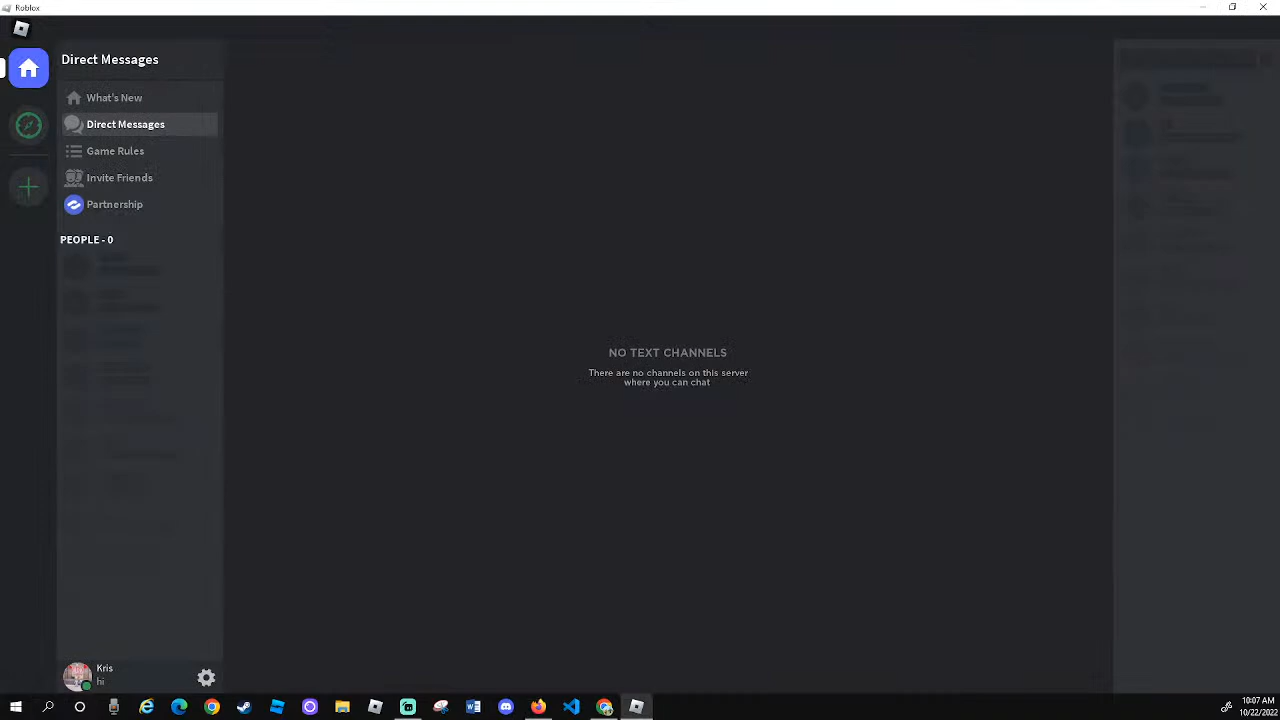 Roblox
Direct Messages
What's New
Direct Messages
Game Rules
Invite Friends
Partnership
PEOPLE - 0
NO TEXT CHANNELS
There are no channels on this server
where you can chat
Kris
hi
10:07 AM
10/22/2022